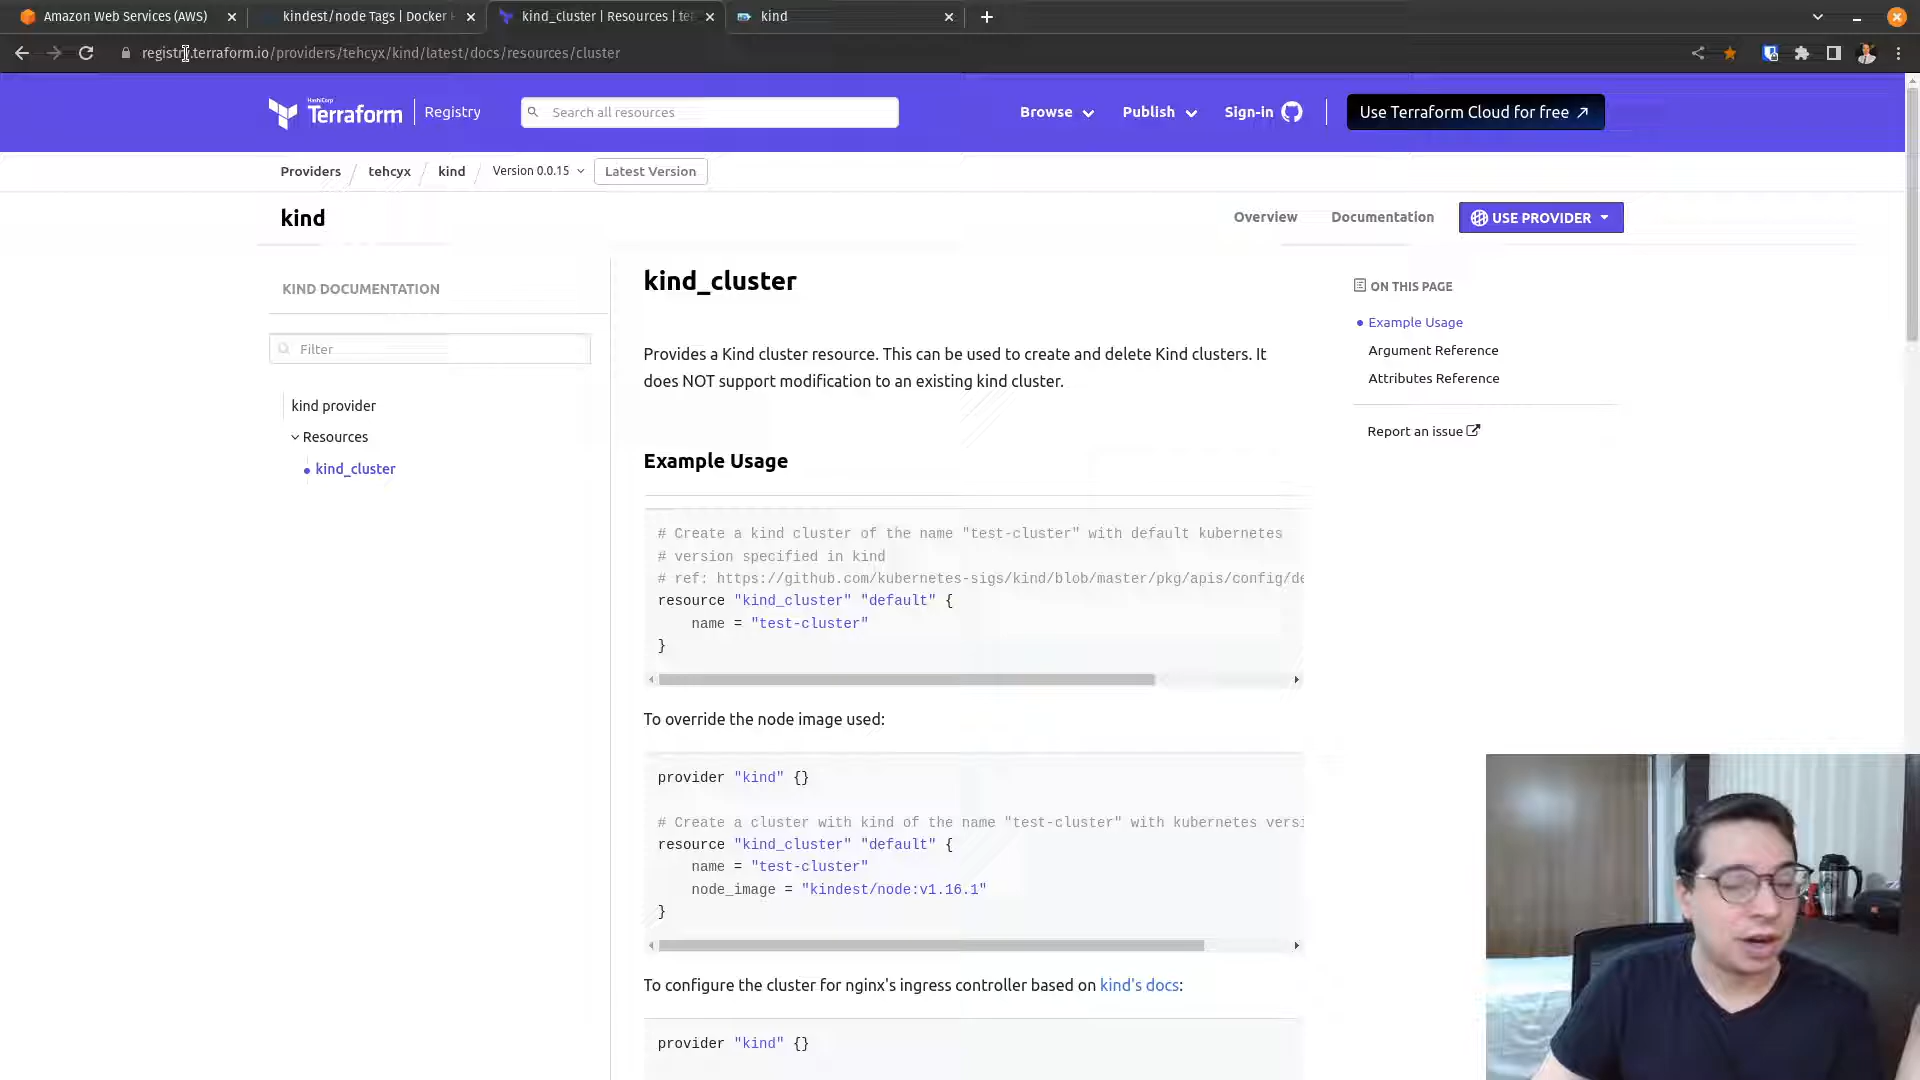 Amazon Web Services (AWS)
kindest/node Tags | Docker
kind_cluster | Resources | te
kind
registry.terraform.io/providers/tehcyx/kind/latest/docs/resources/cluster
HashiCorp
Terraform
Registry
Search all resources
Browse
Publish
Sign-in
Use Terraform Cloud for free
Providers / tehcyx / kind / Version 0.0.15 Latest Version
kind
Overview
Documentation
USE PROVIDER
KIND DOCUMENTATION
Filter
kind provider
Resources
kind_cluster
kind_cluster
Provides a Kind cluster resource. This can be used to create and delete Kind clusters. It
does NOT support modification to an existing kind cluster.
Example Usage
# Create a kind cluster of the name "test-cluster" with default kubernetes
# version specified in kind
# ref: https://github.com/kubernetes-sigs/kind/blob/master/pkg/apis/config/de
resource "kind_cluster" "default" {
name = "test-cluster"
}
To override the node image used:
provider "kind" {}
# Create a cluster with kind of the name "test-cluster" with kubernetes versi
resource "kind_cluster" "default" {
name = "test-cluster"
node_image = "kindest/node:v1.16.1"
}
To configure the cluster for nginx's ingress controller based on kind's docs:
provider "kind" {}
ON THIS PAGE
Example Usage
Argument Reference
Attributes Reference
Report an issue